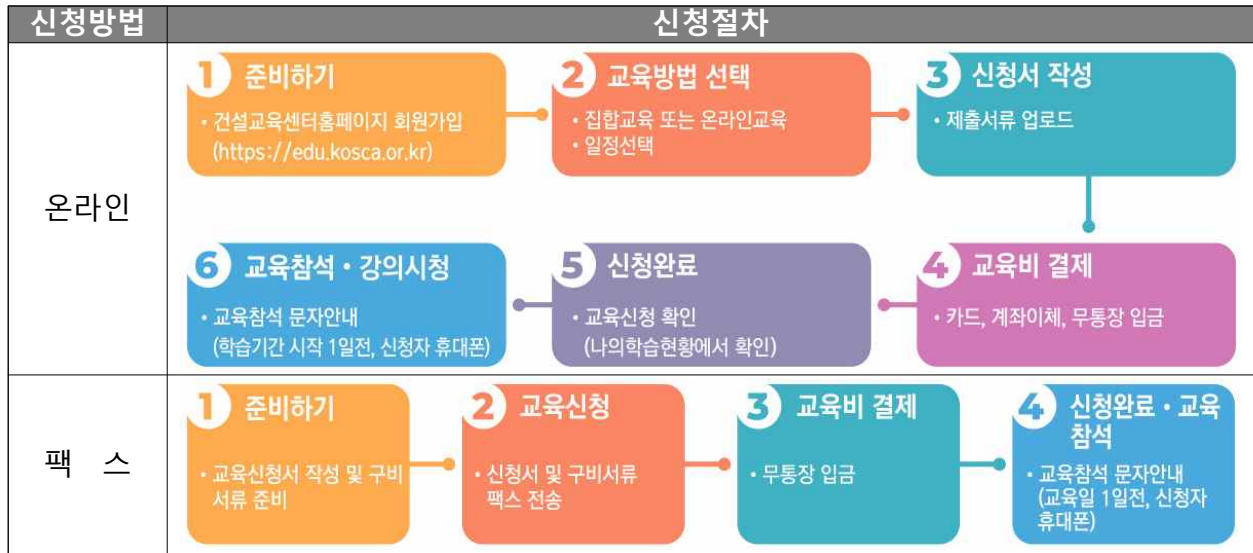 신청방법 신청절차
온라인
1 준비하기
• 건설교육센터홈페이지 회원가입
(https://edu.kosca.or.kr)
2 교육방법 선택
• 집합교육 또는 온라인교육
• 일정선택
3 신청서 작성
• 제출서류 업로드
4 교육비 결제
• 카드, 계좌이체, 무통장 입금
5 신청완료
• 교육신청 확인
(나의학습현황에서 확인)
6 교육참석 • 강의시청
• 교육참석 문자안내
(학습기간 시작 1일전, 신청자 휴대폰)
팩 스
1 준비하기
• 교육신청서 작성 및 구비
서류 준비
2 교육신청
• 신청서 및 구비서류
팩스 전송
3 교육비 결제
• 무통장 입금
4 신청완료 • 교육
참석
• 교육참석 문자안내
(교육일 1일전, 신청자
휴대폰)